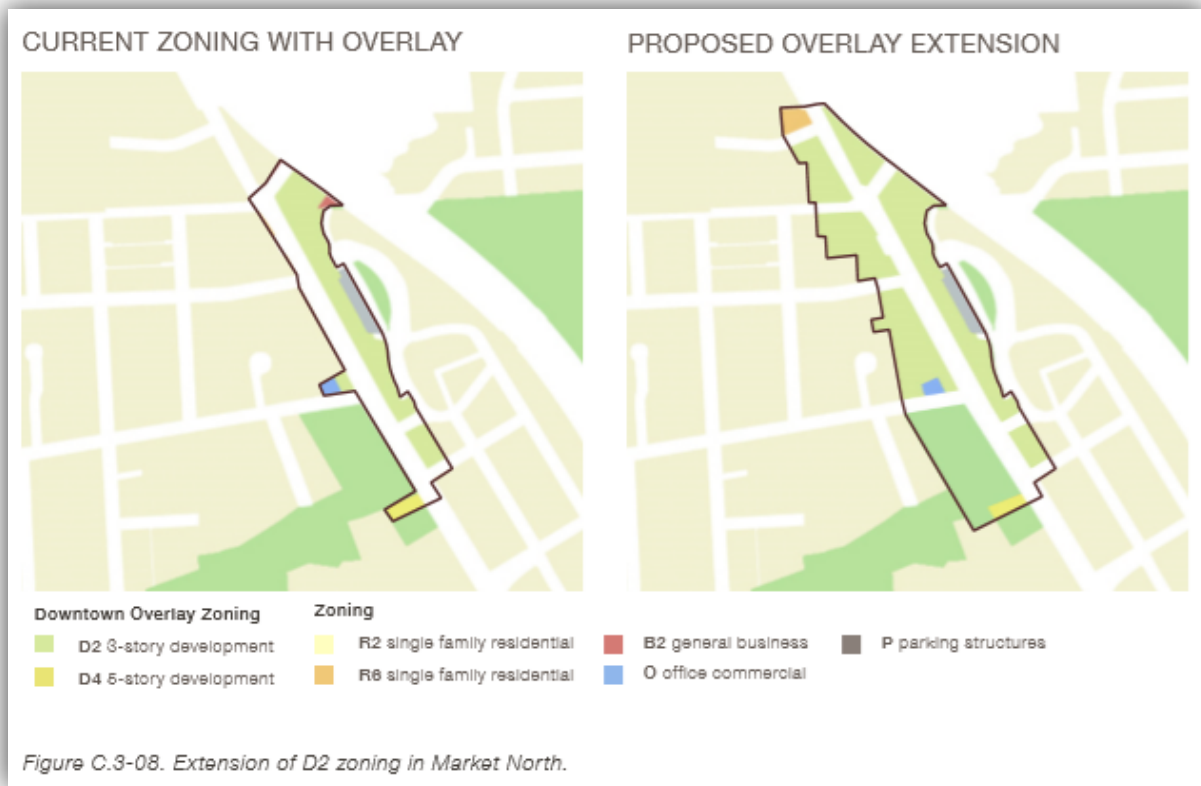 CURRENT ZONING WITH OVERLAY
PROPOSED OVERLAY EXTENSION
Downtown Overlay Zoning
D2 3-story development
D4 5-story development
Zoning
R2 single family residential
R6 single family residential
B2 general business
O office commercial
P parking structures
Figure C.3-08. Extension of D2 zoning in Market North.